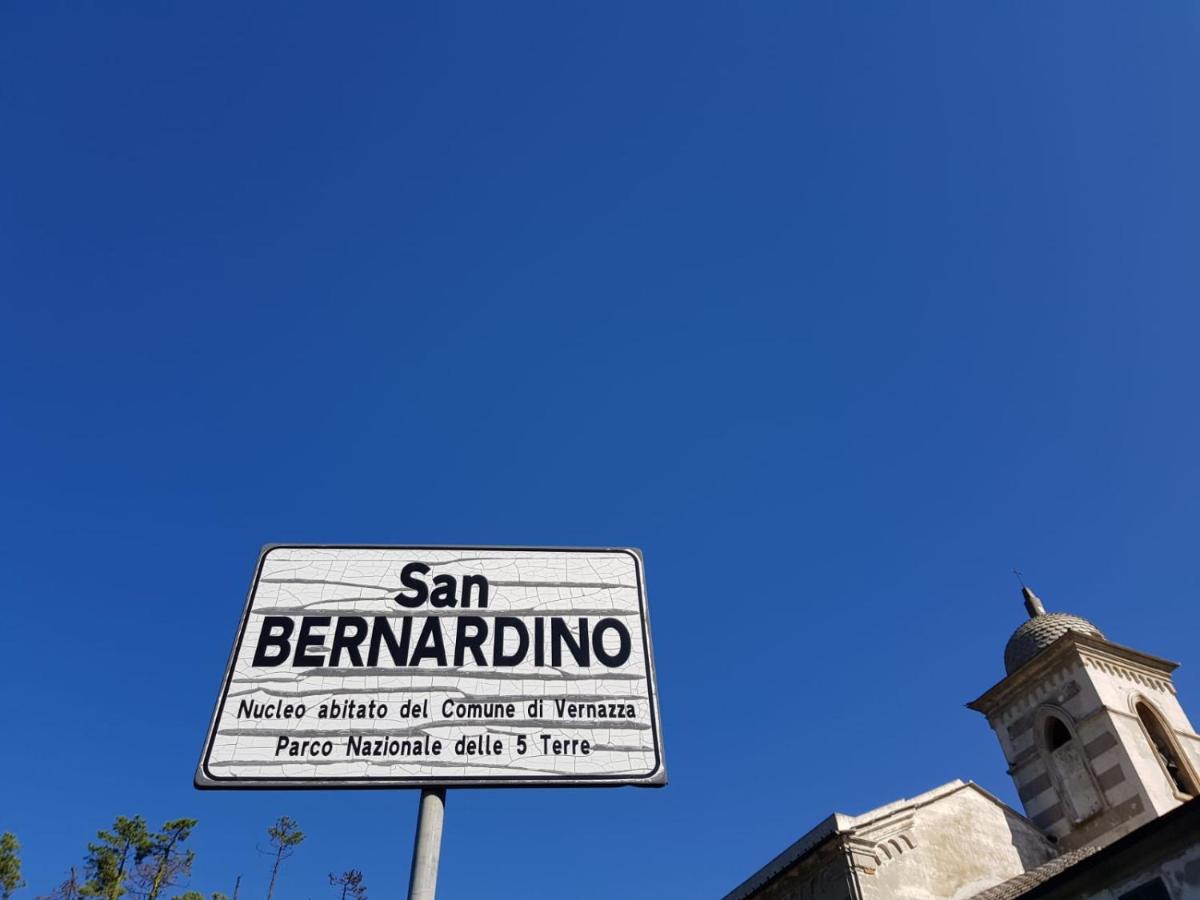 San
BERNARDINO
Nucleo abitato del Comune di Vernazza
Parco Nazionale delle 5 Terre